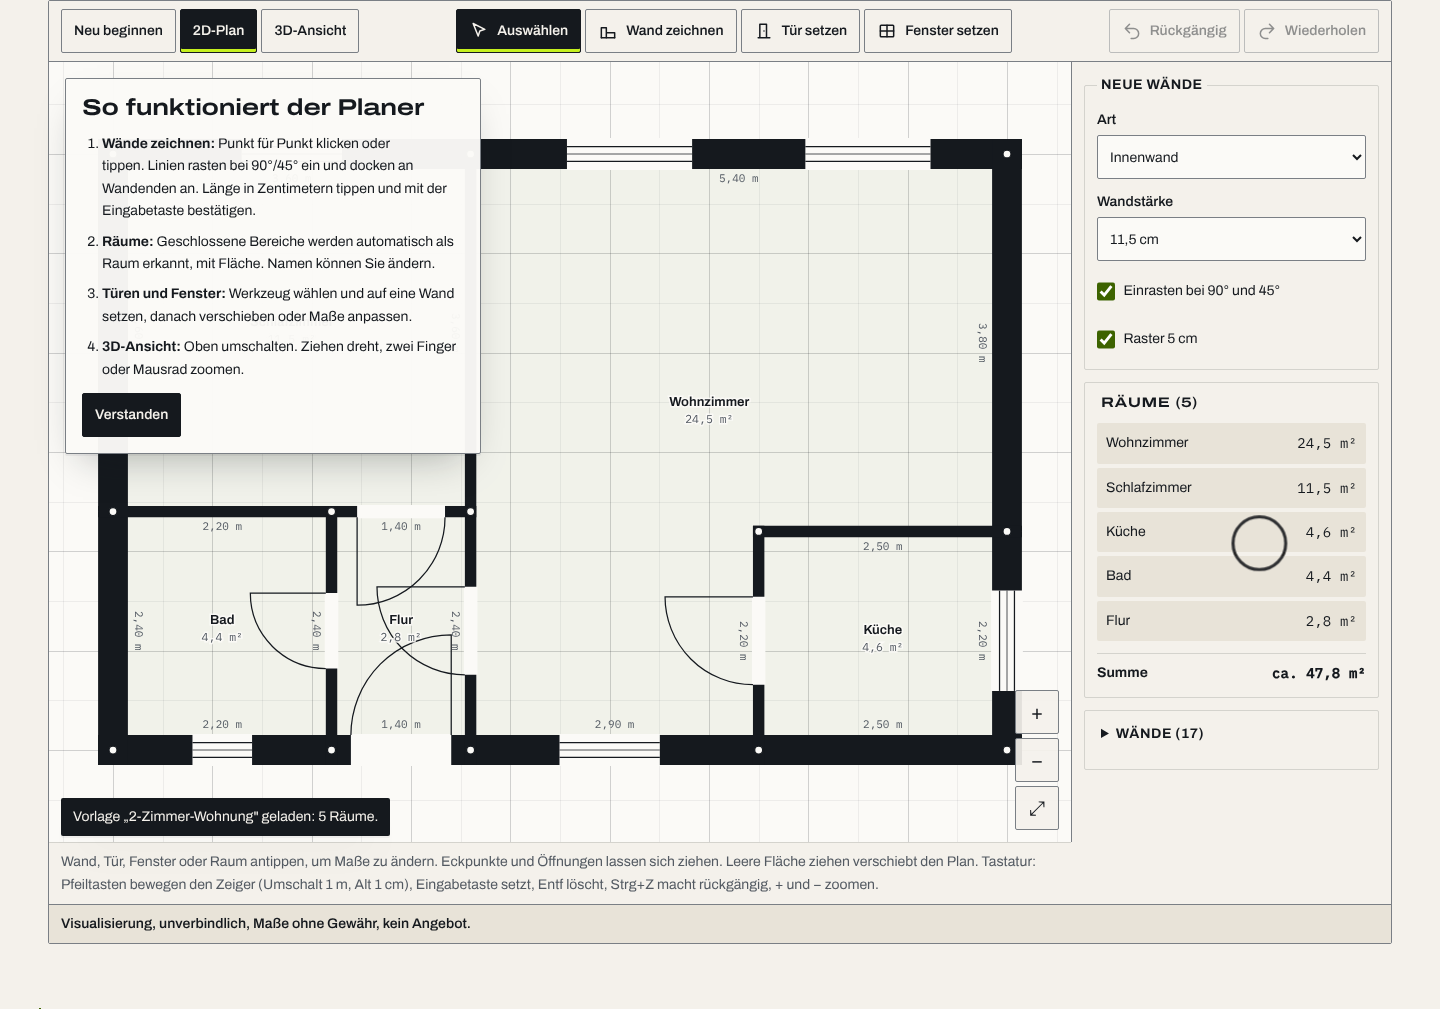 Neu beginnen
2D-Plan
3D-Ansicht
Auswählen
Wand zeichnen
Tür setzen
Fenster setzen
Rückgängig
Wiederholen
So funktioniert der Planer
1. Wände zeichnen: Punkt für Punkt klicken oder
tippen. Linien rasten bei 90°/45° ein und docken an
Wandenden an. Länge in Zentimetern tippen und mit der
Eingabetaste bestätigen.
2. Räume: Geschlossene Bereiche werden automatisch als
Raum erkannt, mit Fläche. Namen können Sie ändern.
3. Türen und Fenster: Werkzeug wählen und auf eine Wand
setzen, danach verschieben oder Maße anpassen.
4. 3D-Ansicht: Oben umschalten. Ziehen dreht, zwei Finger
oder Mausrad zoomen.
Verstanden
5,40 m
3,80 m
Wohnzimmer
24,5 m²
2,20 m
1,40 m
2,50 m
2,40 m
Bad
4,4 m²
2,40 m
Flur
2,8 m²
2,40 m
2,20 m
Küche
4,6 m²
2,20 m
2,20 m
1,40 m
2,90 m
2,50 m
+
−
Vorlage „2-Zimmer-Wohnung" geladen: 5 Räume.
NEUE WÄNDE
Art
Innenwand
Wandstärke
11,5 cm
Einrasten bei 90° und 45°
Raster 5 cm
RÄUME (5)
Wohnzimmer 24,5 m²
Schlafzimmer 11,5 m²
Küche 4,6 m²
Bad 4,4 m²
Flur 2,8 m²
Summe ca. 47,8 m²
WÄNDE (17)
Wand, Tür, Fenster oder Raum antippen, um Maße zu ändern. Eckpunkte und Öffnungen lassen sich ziehen. Leere Fläche ziehen verschiebt den Plan. Tastatur:
Pfeiltasten bewegen den Zeiger (Umschalt 1 m, Alt 1 cm), Eingabetaste setzt, Entf löscht, Strg+Z macht rückgängig, + und − zoomen.
Visualisierung, unverbindlich, Maße ohne Gewähr, kein Angebot.